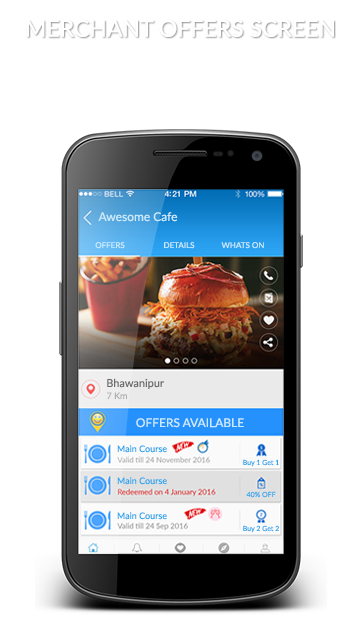 MERCHANT OFFERS SCREEN
BELL 4:21 PM 100%
Awesome Cafe
OFFERS DETAILS WHATS ON
Bhawanipur
7 Km
OFFERS AVAILABLE
Main Course NEW
Valid till 24 November 2016 Buy 1 Get 1
Main Course
Redeemed on 4 January 2016 40% OFF
Main Course NEW
Valid till 24 Sep 2016 Buy 2 Get 2